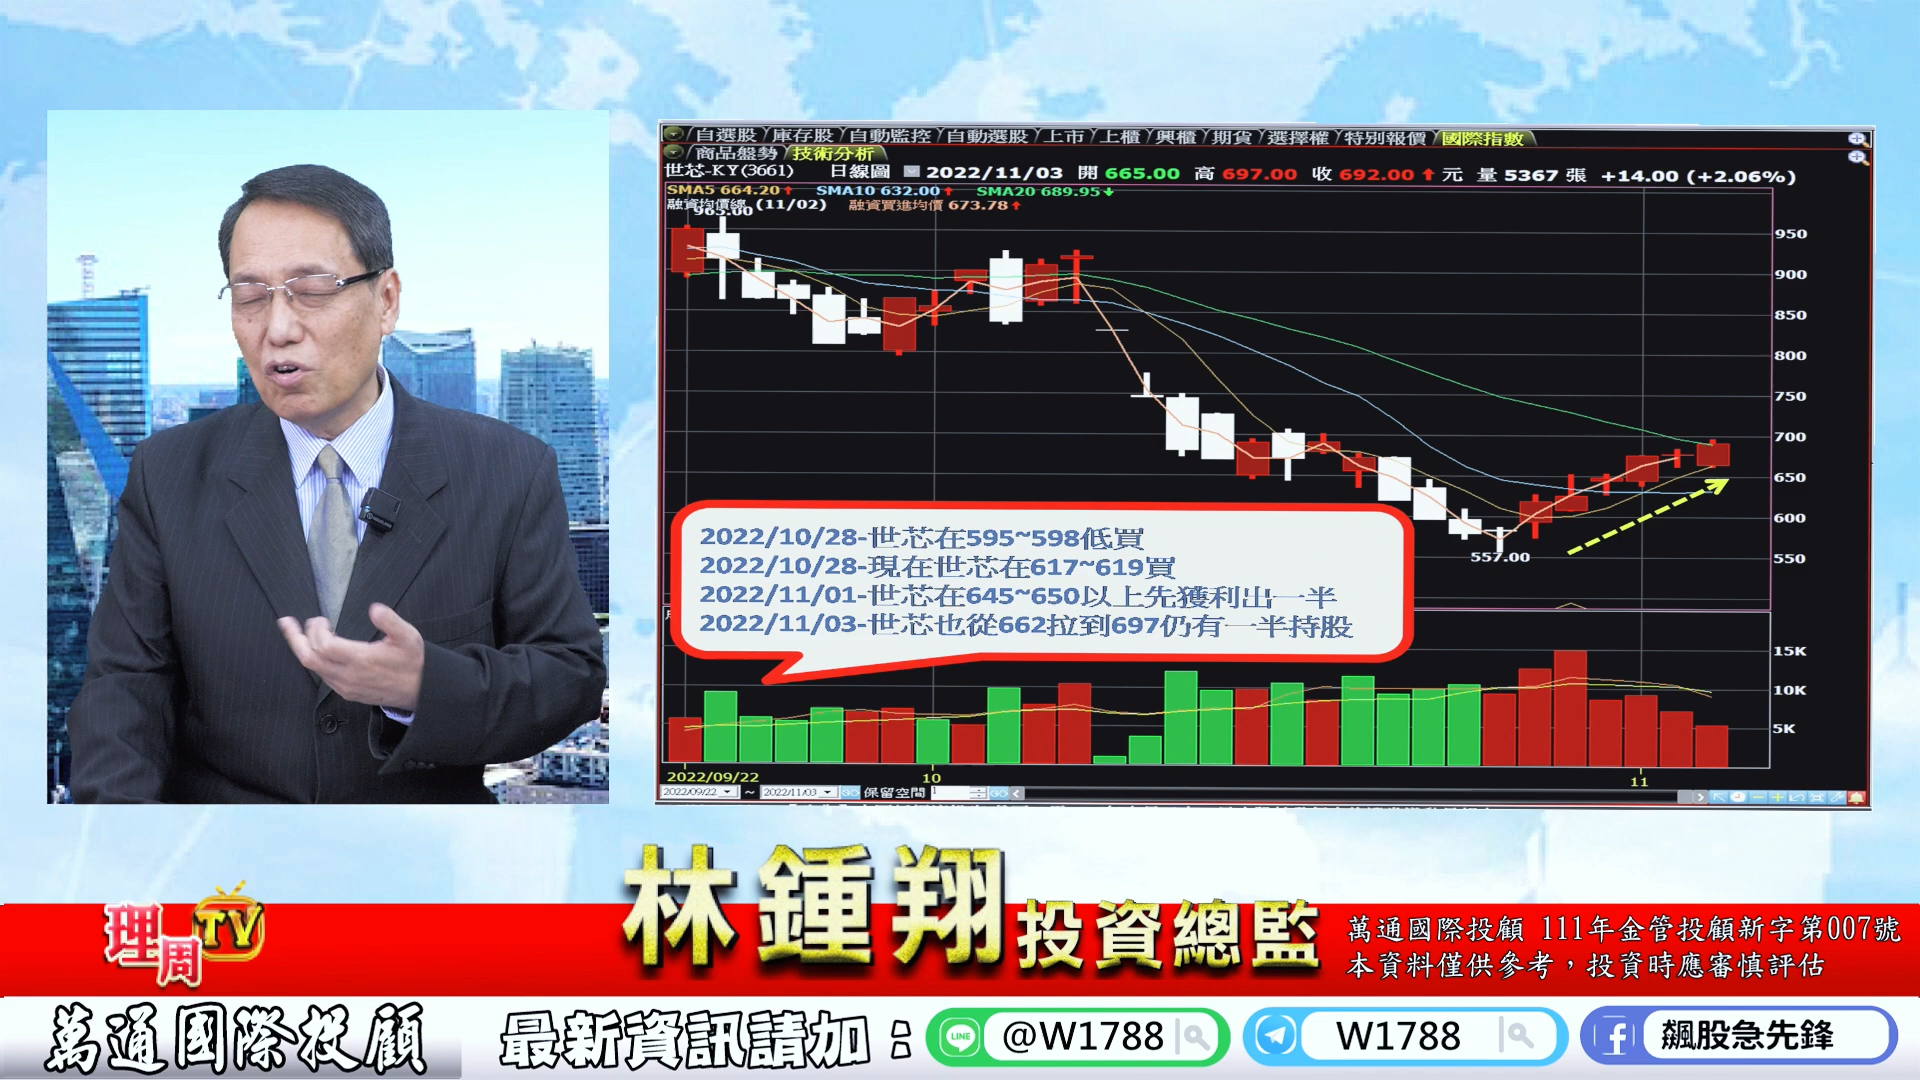 自選股 庫存股 自動監控 自動選股 上市 上櫃 興櫃 期貨 選擇權 特別報價 國際指數
商品盤勢 技術分析
世芯-KY(3661) 日線圖 2022/11/03 開 665.00 高 697.00 收 692.00 元 量 5367 張 +14.00 (+2.06%)
SMA5 664.20 SMA10 632.00 SMA20 689.95
融資均價線 (11/02) 融資買進均價 673.78
965.00
950
900
850
800
750
700
650
600
557.00
550
2022/10/28-世芯在595~598低買
2022/10/28-現在世芯在617~619買
2022/11/01-世芯在645~650以上先獲利出一半
2022/11/03-世芯也從662拉到697仍有一半持股
15K
10K
5K
2022/09/22 10 11
2022/09/22 ~ 2022/11/03 GO 保留空間 1 GO
林鍾翔 投資總監
理周TV
萬通國際投顧 111年金管投顧新字第007號
本資料僅供參考，投資時應審慎評估
萬通國際投顧 最新資訊請加：
LINE @W1788 W1788 飆股急先鋒